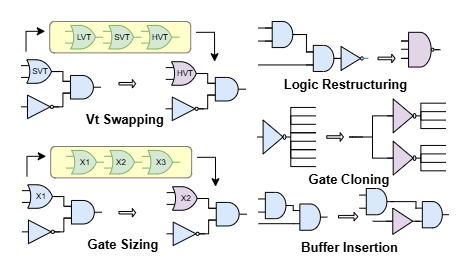 LVT SVT HVT
SVT
HVT
Vt Swapping
X1 X2 X3
X1
X2
Gate Sizing
Logic Restructuring
Gate Cloning
Buffer Insertion